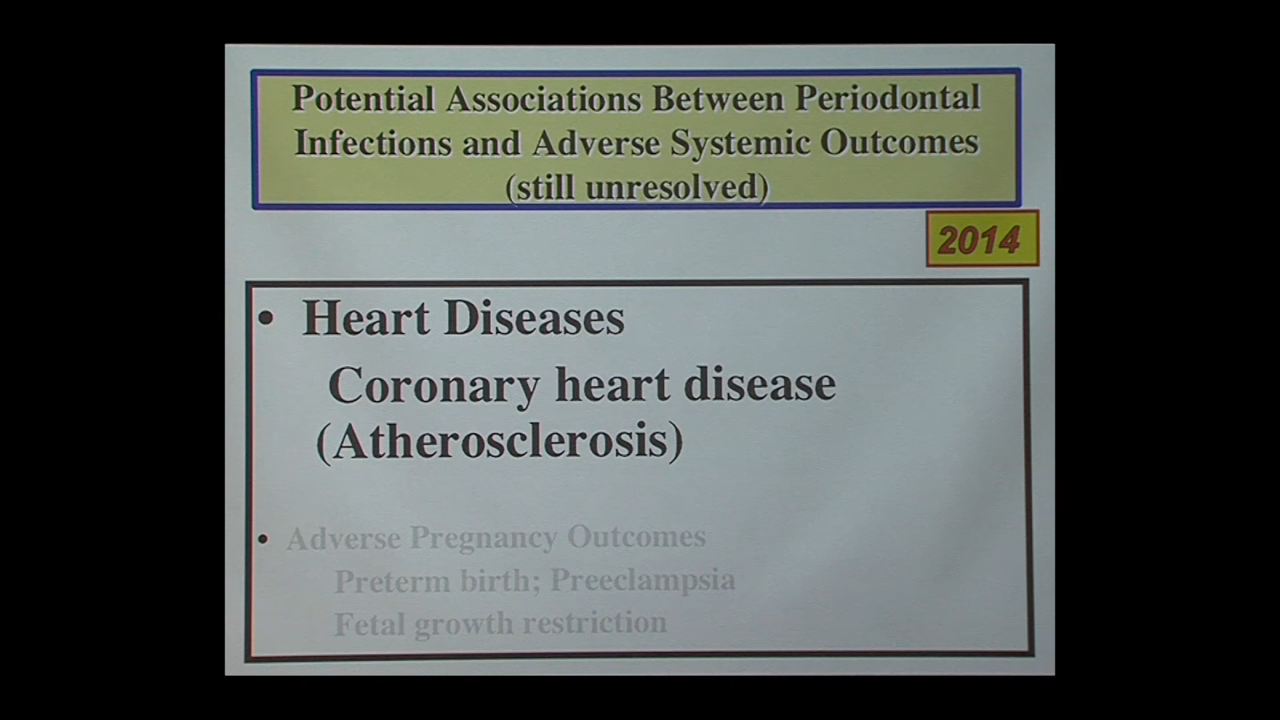 Potential Associations Between Periodontal
Infections and Adverse Systemic Outcomes
(still unresolved)
2014
• Heart Diseases
Coronary heart disease
(Atherosclerosis)
• Adverse Pregnancy Outcomes
Preterm birth; Preeclampsia
Fetal growth restriction